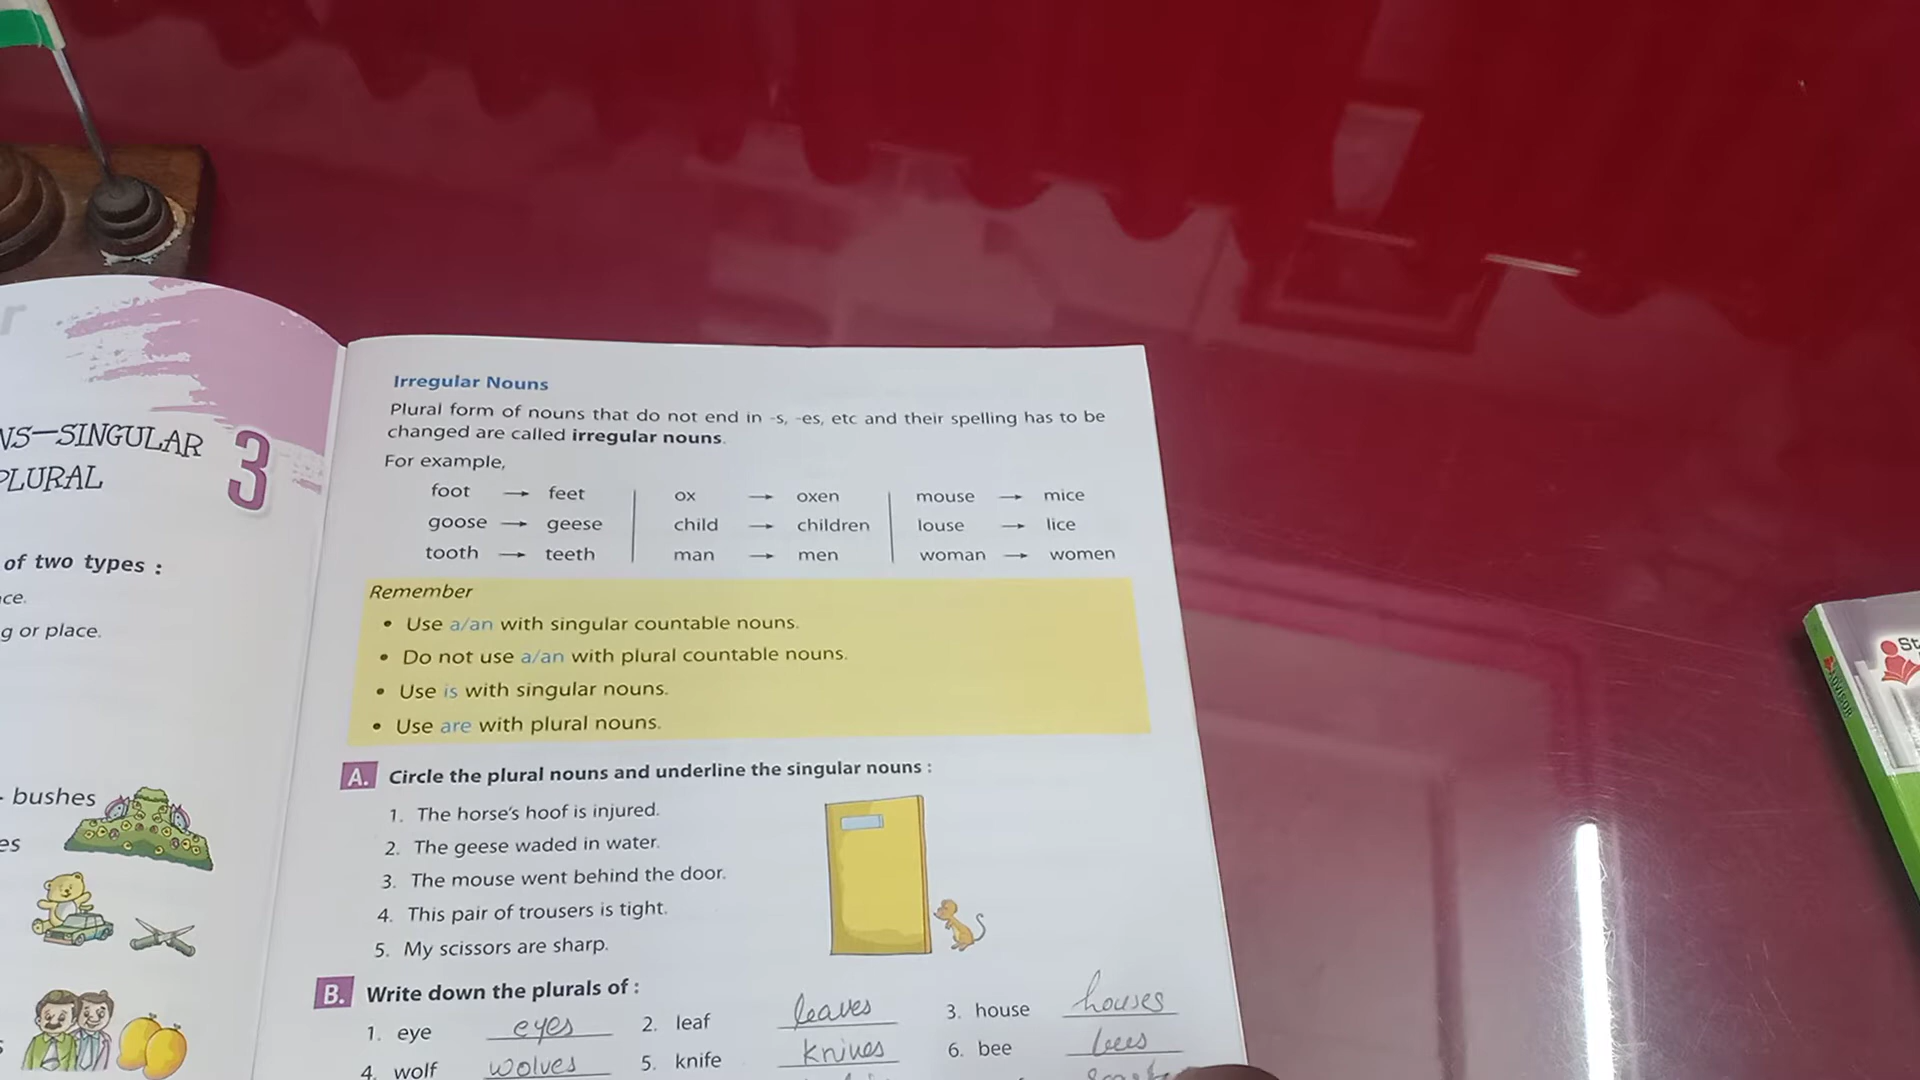 NS—SINGULAR
PLURAL
3
of two types :
ce.
g or place.
bushes
es
Irregular Nouns
Plural form of nouns that do not end in -s, -es, etc and their spelling has to be
changed are called irregular nouns.
For example,
foot → feet ox → oxen mouse → mice
goose → geese child → children louse → lice
tooth → teeth man → men woman → women
Remember
• Use a/an with singular countable nouns.
• Do not use a/an with plural countable nouns.
• Use is with singular nouns.
• Use are with plural nouns.
A. Circle the plural nouns and underline the singular nouns :
1. The horse's hoof is injured.
2. The geese waded in water.
3. The mouse went behind the door.
4. This pair of trousers is tight.
5. My scissors are sharp.
B. Write down the plurals of :
1. eye eyes 2. leaf leaves 3. house houses
4. wolf wolves 5. knife knives 6. bee bees
St
ADVISOR